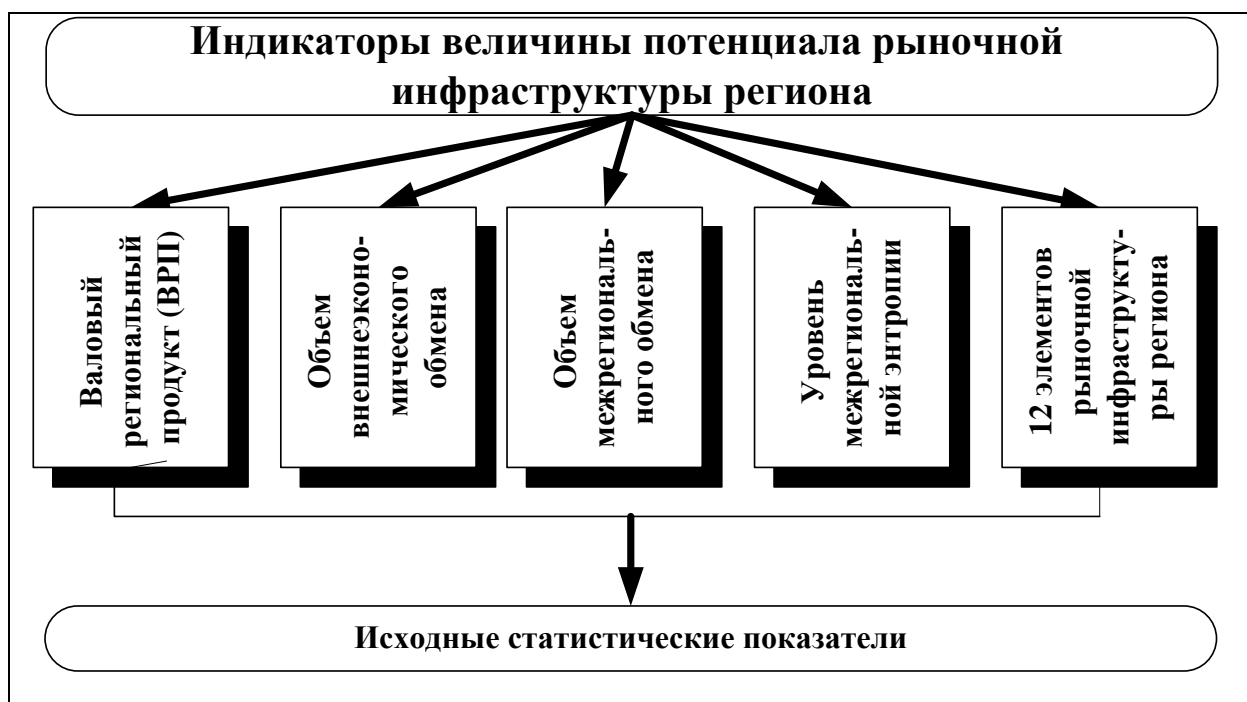 Индикаторы величины потенциала рыночной
инфраструктуры региона
Валовый
региональный
продукт (ВРП)
Объем
внешнеэконо-
мического
обмена
Объем
межрегиональ-
ного обмена
Уровень
межрегиональ-
ной энтропии
12 элементов
рыночной
инфраструкту-
ры региона
Исходные статистические показатели